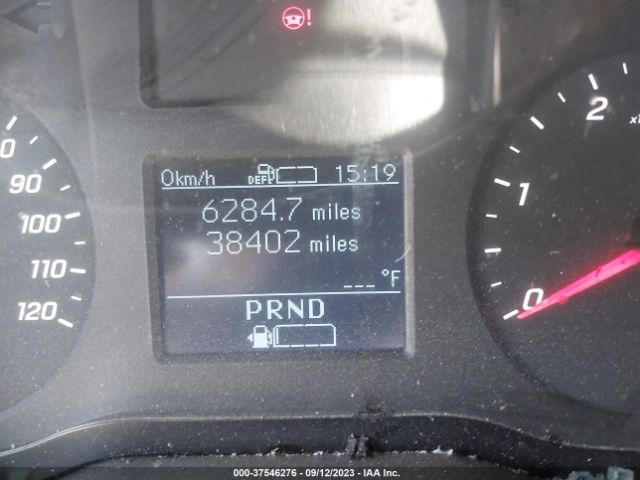 !
0km/h DEF 15:19
6284.7 miles
38402 miles
___°F
PRND
90
100
110
120
2
1
0
000-37546276 - 09/12/2023 - IAA Inc.